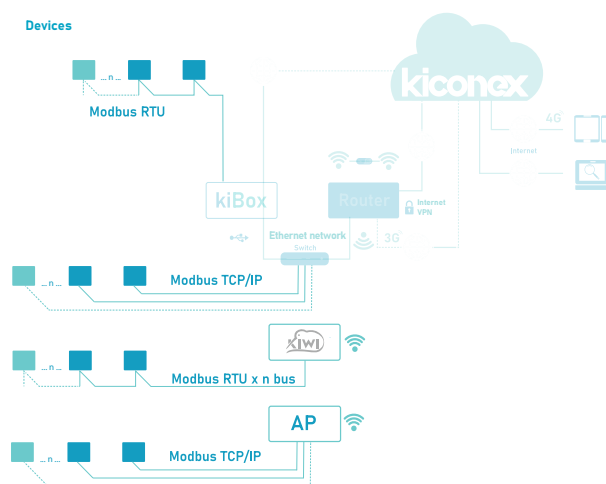 Devices
... n ...
Modbus RTU
kiconex
4G
Internet
kiBox
Router
Internet
VPN
Ethernet network
Switch
3G
... n ...
Modbus TCP/IP
KiWi
... n ...
Modbus RTU x n bus
AP
... n ...
Modbus TCP/IP